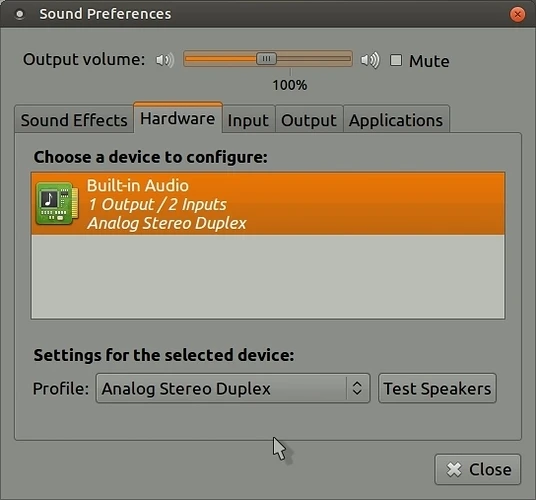 Sound Preferences
Output volume:
Mute
100%
Sound Effects
Hardware
Input
Output
Applications
Choose a device to configure:
Built-in Audio
1 Output / 2 Inputs
Analog Stereo Duplex
Settings for the selected device:
Profile:
Analog Stereo Duplex
Test Speakers
Close